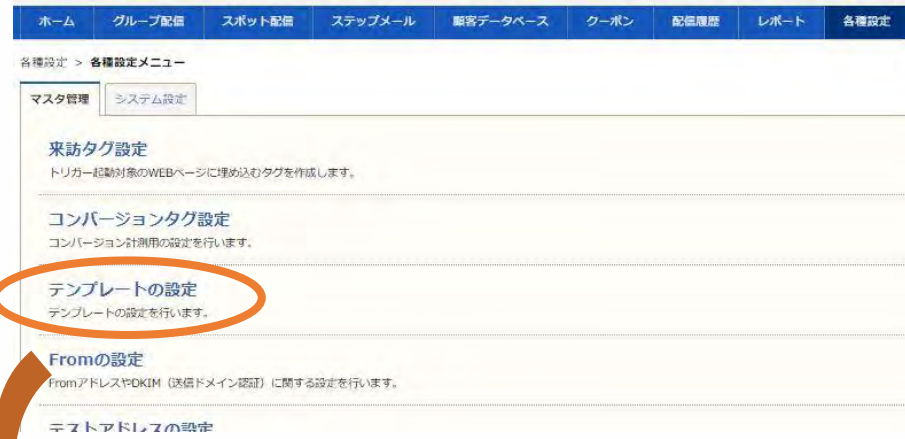 ホーム グループ配信 スポット配信 ステップメール 顧客データベース クーポン 配信履歴 レポート 各種設定
各種設定 > 各種設定メニュー
マスタ管理 システム設定
来訪タグ設定
トリガー起動対象のWEBページに埋め込むタグを作成します。
コンバージョンタグ設定
コンバージョン計測用の設定を行います。
テンプレートの設定
テンプレートの設定を行います。
Fromの設定
FromアドレスやDKIM（送信ドメイン認証）に関する設定を行います。
テストアドレスの設定